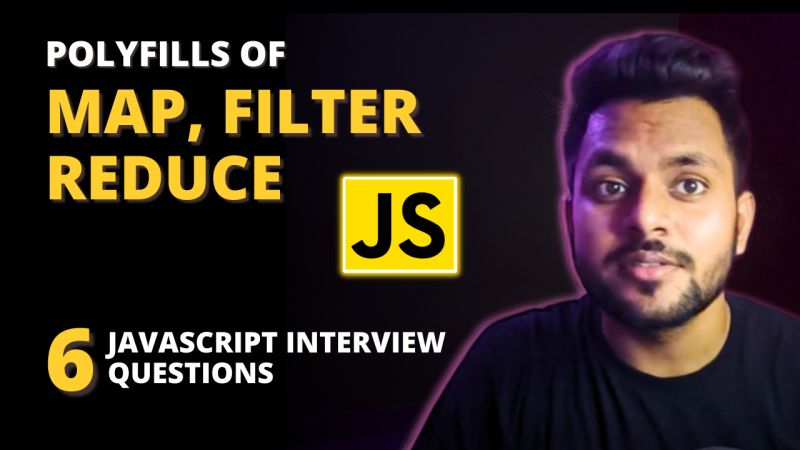 POLYFILLS OF
MAP, FILTER
REDUCE
JS
6 JAVASCRIPT INTERVIEW
QUESTIONS